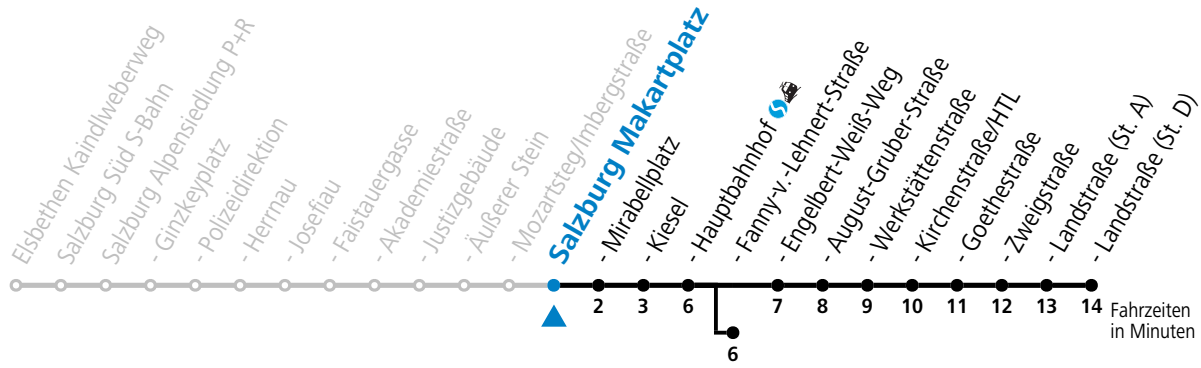 Elsbethen Kaindlweberweg
Salzburg Süd S-Bahn
Salzburg Alpensiedlung P+R
- Ginzkeyplatz
- Polizeidirektion
- Herrnau
- Josefiau
- Faistauergasse
- Akademiestraße
- Justizgebäude
- Äußerer Stein
- Mozartsteg/Imbergstraße
Salzburg Makartplatz
- Mirabellplatz
- Kiesel
- Hauptbahnhof
- Fanny-v.-Lehnert-Straße
- Engelbert-Weiß-Weg
- August-Gruber-Straße
- Werkstättenstraße
- Kirchenstraße/HTL
- Goethestraße
- Zweigstraße
- Landstraße (St. A)
- Landstraße (St. D)
2 3 6 7 8 9 10 11 12 13 14
6
Fahrzeiten
in Minuten